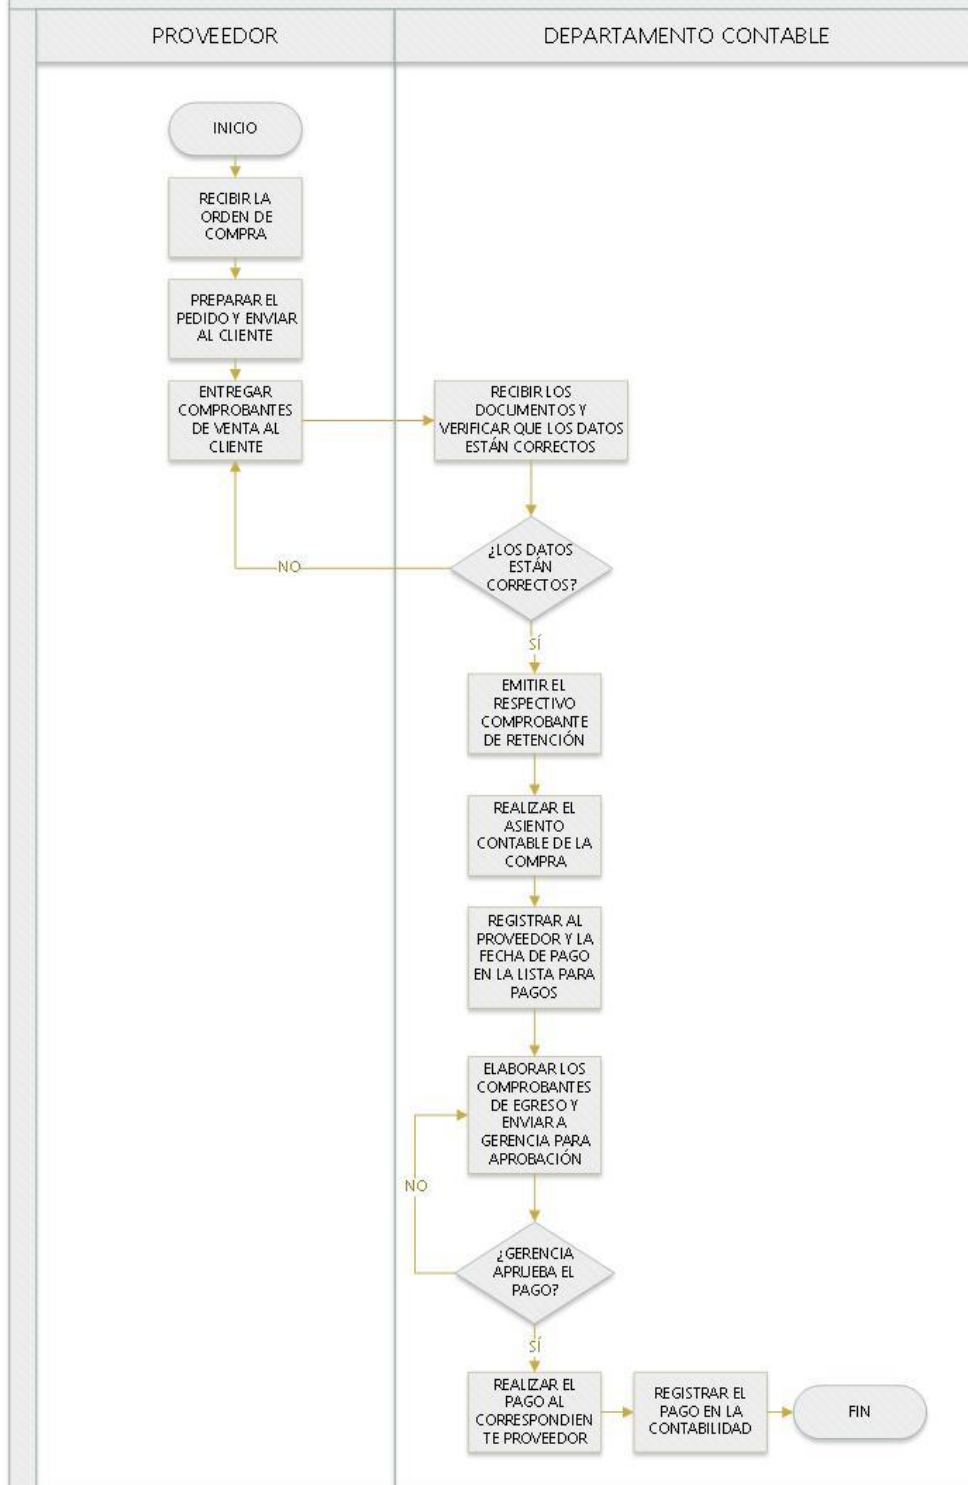 PROVEEDOR
DEPARTAMENTO CONTABLE
INICIO
RECIBIR LA
ORDEN DE
COMPRA
PREPARAR EL
PEDIDO Y ENVIAR
AL CLIENTE
ENTREGAR
COMPROBANTES
DE VENTA AL
CLIENTE
RECIBIR LOS
DOCUMENTOS Y
VERIFICAR QUE LOS DATOS
ESTÁN CORRECTOS
¿LOS DATOS
ESTÁN
CORRECTOS?
NO
SÍ
EMITIR EL
RESPECTIVO
COMPROBANTE
DE RETENCIÓN
REALIZAR EL
ASIENTO
CONTABLE DE LA
COMPRA
REGISTRAR AL
PROVEEDOR Y LA
FECHA DE PAGO
EN LA LISTA PARA
PAGOS
ELABORAR LOS
COMPROBANTES
DE EGRESO Y
ENVIAR A
GERENCIA PARA
APROBACIÓN
NO
¿GERENCIA
APRUEBA EL
PAGO?
SÍ
REALIZAR EL
PAGO AL
CORRESPONDIEN
TE PROVEEDOR
REGISTRAR EL
PAGO EN LA
CONTABILIDAD
FIN